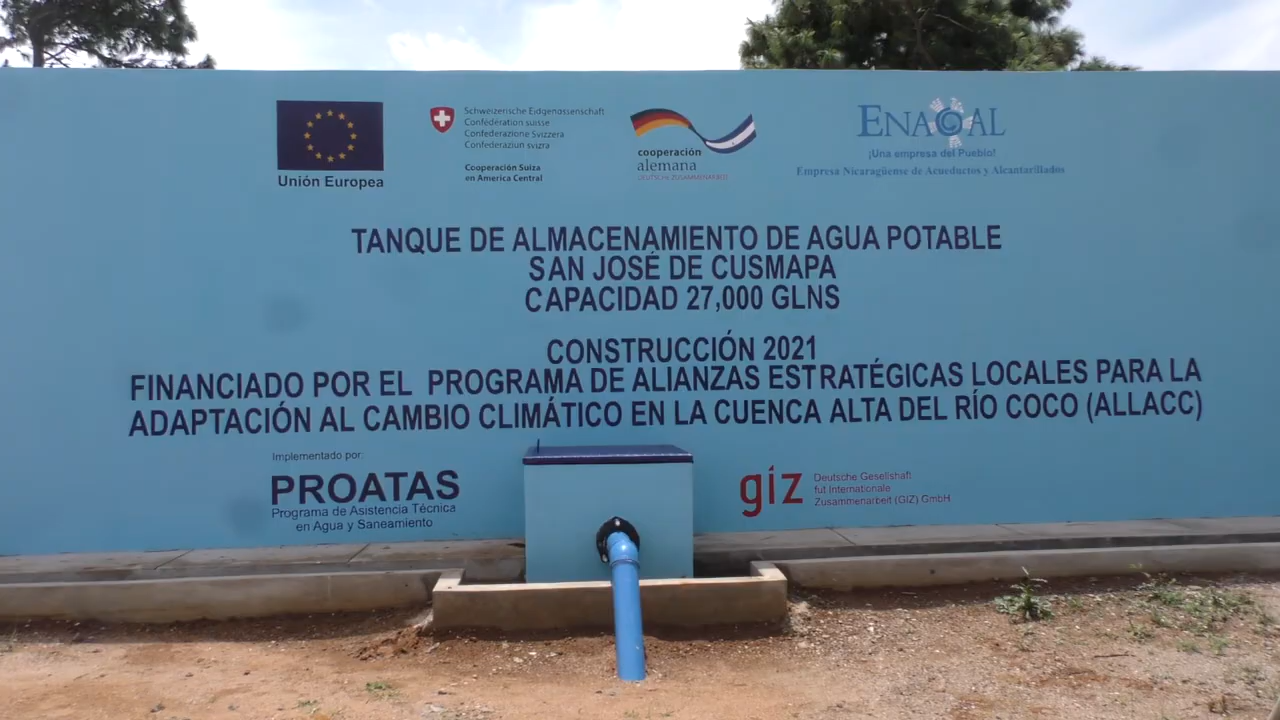 Unión Europea
Schweizerische Eidgenossenschaft
Confédération suisse
Confederazione Svizzera
Confederaziun svizra
Cooperación Suiza
en America Central
cooperación
alemana
DEUTSCHE ZUSAMMENARBEIT
ENACAL
¡Una empresa del Pueblo!
Empresa Nicaragüense de Acueductos y Alcantarillados
TANQUE DE ALMACENAMIENTO DE AGUA POTABLE
SAN JOSÉ DE CUSMAPA
CAPACIDAD 27,000 GLNS
CONSTRUCCIÓN 2021
FINANCIADO POR EL PROGRAMA DE ALIANZAS ESTRATÉGICAS LOCALES PARA LA
ADAPTACIÓN AL CAMBIO CLIMÁTICO EN LA CUENCA ALTA DEL RÍO COCO (ALLACC)
Implementado por:
PROATAS
Programa de Asistencia Técnica
en Agua y Saneamiento
giz
Deutsche Gesellschaft
fut Internationale
Zusammenarbeit (GIZ) GmbH